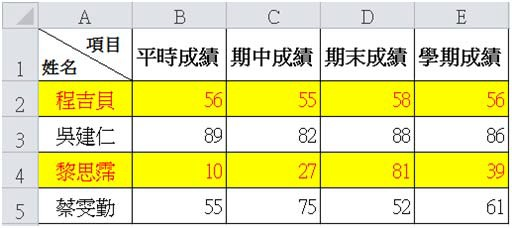 A B C D E
1 項目 姓名 平時成績 期中成績 期末成績 學期成績
2 程吉貝 56 55 58 56
3 吳建仁 89 82 88 86
4 黎思霈 10 27 81 39
5 蔡雯勤 55 75 52 61